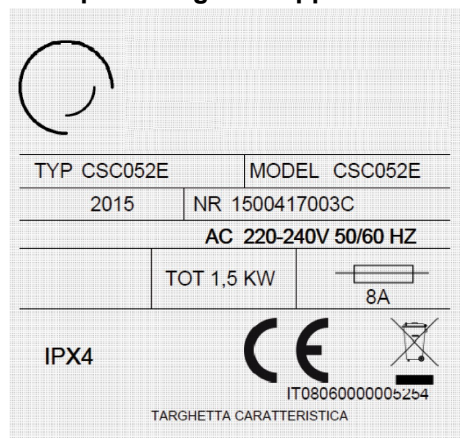 TYP CSC052E MODEL CSC052E
2015 NR 1500417003C
AC 220-240V 50/60 HZ
TOT 1,5 KW
8A
IPX4
CE
IT08060000005254
TARGHETTA CARATTERISTICA